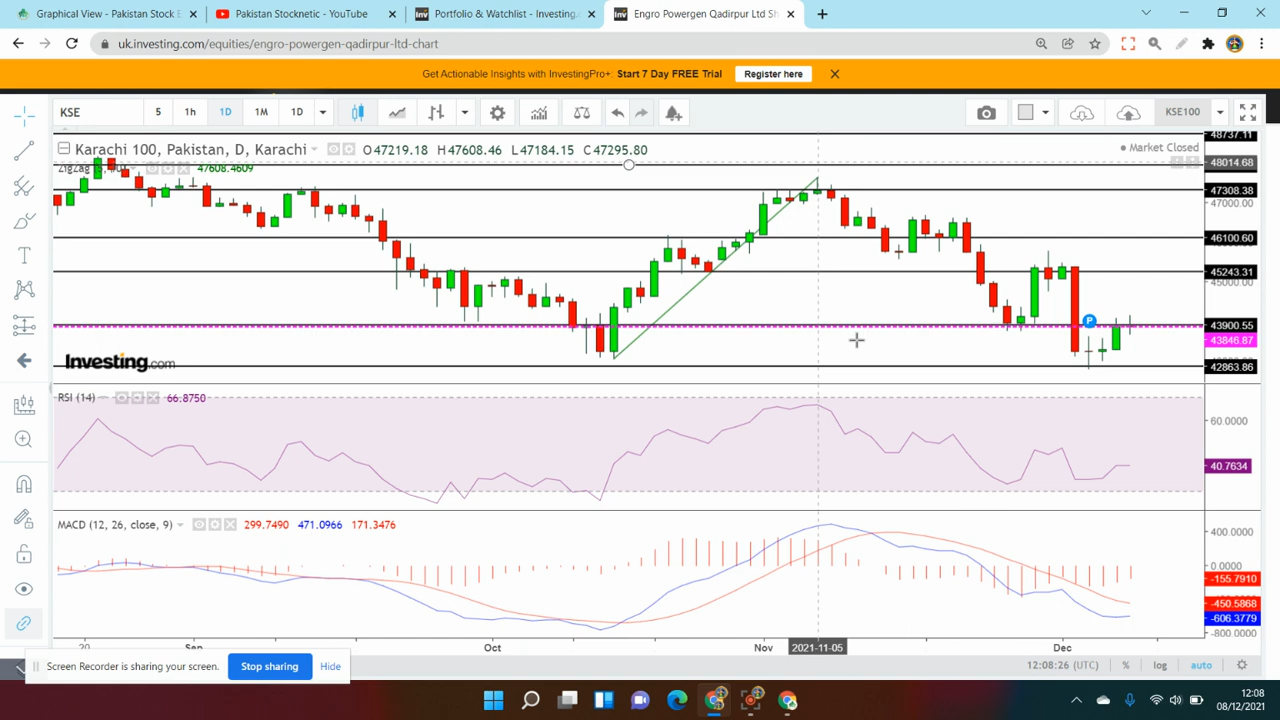 Graphical View - Pakistan Stock E
Pakistan Stocknetic - YouTube
Portfolio & Watchlist - Investing.c
Engro Powergen Qadirpur Ltd Sh
uk.investing.com/equities/engro-powergen-qadirpur-ltd-chart
Get Actionable Insights with InvestingPro+: Start 7 Day FREE Trial
Register here
KSE
5
1h
1D
1M
1D
KSE100
Karachi 100, Pakistan, D, Karachi
O47219.18 H47608.46 L47184.15 C47295.80
Market Closed
47608.4609
48737.11
48014.68
47308.38
47000.00
46100.60
45243.31
45000.00
43900.55
43846.87
42863.86
P
Investing.com
RSI (14)
66.8750
60.0000
40.7634
MACD (12, 26, close, 9)
299.7490 471.0966 171.3476
400.0000
0.0000
-155.7910
-450.5868
-606.3779
-800.0000
20
Sep
Oct
Nov
2021-11-05
Dec
12:08:26 (UTC)
%
log
auto
Screen Recorder is sharing your screen.
Stop sharing
Hide
12:08
08/12/2021